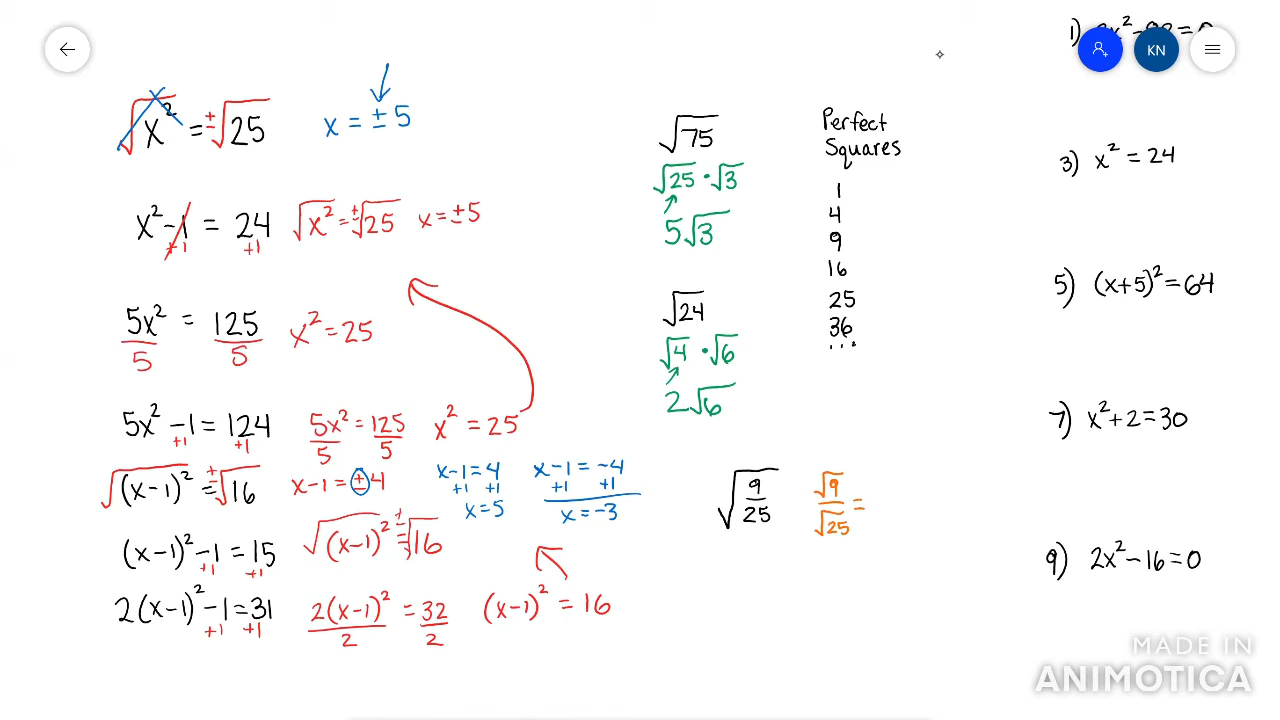 √x² = ±√25   x = ±5
x² - 1 = 24   √x² = ±√25   x = ±5
+1   +1
5x² = 125   x² = 25
5   5
5x² - 1 = 124   5x² = 125   x² = 25
+1   +1   5   5
√(x-1)² = ±√16   x - 1 = ±4   x - 1 = 4   x - 1 = -4
+1   +1   +1   +1
x = 5   x = -3
(x-1)² - 1 = 15   √(x-1)² = ±√16
+1   +1
2(x-1)² - 1 = 31   2(x-1)² = 32   (x-1)² = 16
+1   +1   2   2
√75
√25 · √3
5√3
√24
√4 · √6
2√6
√9/25   √9/√25 =
Perfect
Squares
1
4
9
16
25
36
...
1)
KN
3) x² = 24
5) (x+5)² = 64
7) x² + 2 = 30
9) 2x² - 16 = 0
MADE IN
ANIMOTICA